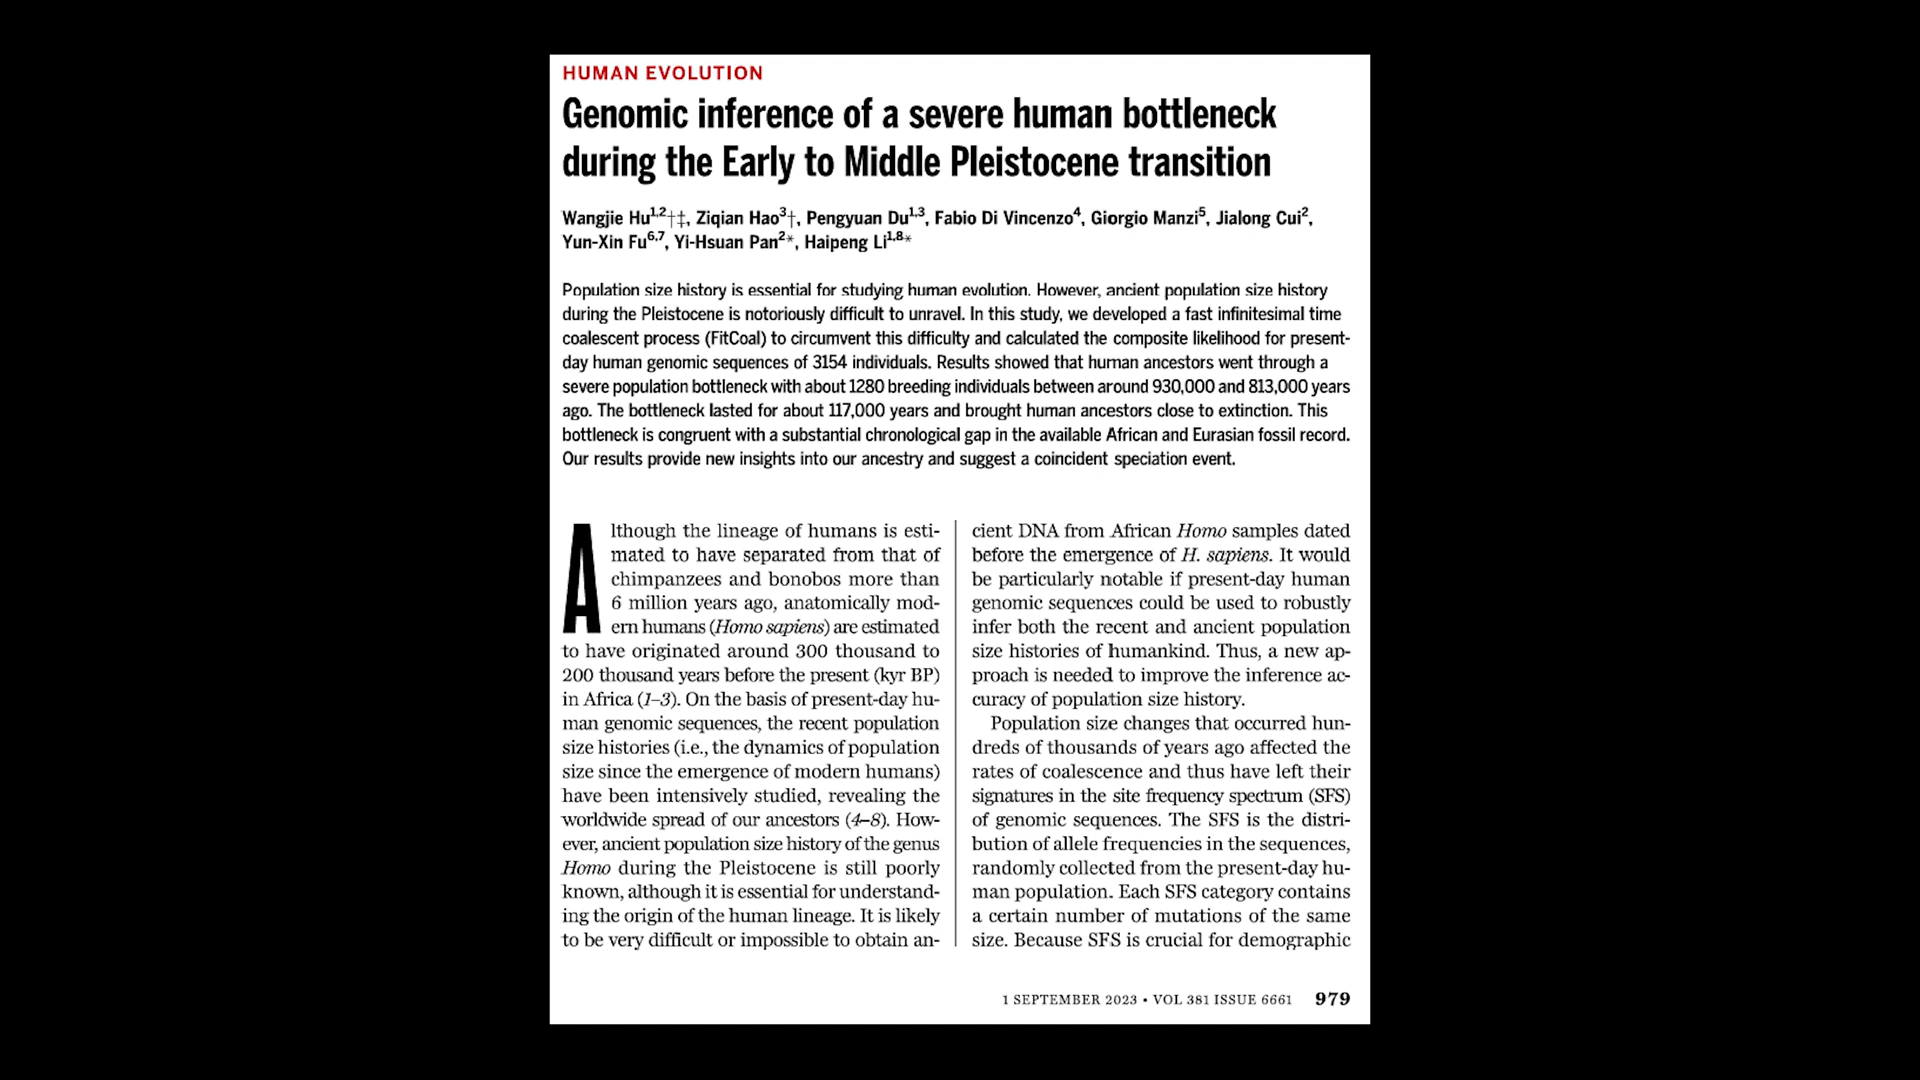 HUMAN EVOLUTION
Genomic inference of a severe human bottleneck
during the Early to Middle Pleistocene transition
Wangjie Hu1,2†‡, Ziqian Hao3†, Pengyuan Du1,3, Fabio Di Vincenzo4, Giorgio Manzi5, Jialong Cui2,
Yun-Xin Fu6,7, Yi-Hsuan Pan2*, Haipeng Li1,8*
Population size history is essential for studying human evolution. However, ancient population size history
during the Pleistocene is notoriously difficult to unravel. In this study, we developed a fast infinitesimal time
coalescent process (FitCoal) to circumvent this difficulty and calculated the composite likelihood for present-
day human genomic sequences of 3154 individuals. Results showed that human ancestors went through a
severe population bottleneck with about 1280 breeding individuals between around 930,000 and 813,000 years
ago. The bottleneck lasted for about 117,000 years and brought human ancestors close to extinction. This
bottleneck is congruent with a substantial chronological gap in the available African and Eurasian fossil record.
Our results provide new insights into our ancestry and suggest a coincident speciation event.
Although the lineage of humans is esti-
mated to have separated from that of
chimpanzees and bonobos more than
6 million years ago, anatomically mod-
ern humans (Homo sapiens) are estimated
to have originated around 300 thousand to
200 thousand years before the present (kyr BP)
in Africa (1–3). On the basis of present-day hu-
man genomic sequences, the recent population
size histories (i.e., the dynamics of population
size since the emergence of modern humans)
have been intensively studied, revealing the
worldwide spread of our ancestors (4–8). How-
ever, ancient population size history of the genus
Homo during the Pleistocene is still poorly
known, although it is essential for understand-
ing the origin of the human lineage. It is likely
to be very difficult or impossible to obtain an-
cient DNA from African Homo samples dated
before the emergence of H. sapiens. It would
be particularly notable if present-day human
genomic sequences could be used to robustly
infer both the recent and ancient population
size histories of humankind. Thus, a new ap-
proach is needed to improve the inference ac-
curacy of population size history.
Population size changes that occurred hun-
dreds of thousands of years ago affected the
rates of coalescence and thus have left their
signatures in the site frequency spectrum (SFS)
of genomic sequences. The SFS is the distri-
bution of allele frequencies in the sequences,
randomly collected from the present-day hu-
man population. Each SFS category contains
a certain number of mutations of the same
size. Because SFS is crucial for demographic
1 SEPTEMBER 2023 • VOL 381 ISSUE 6661 979